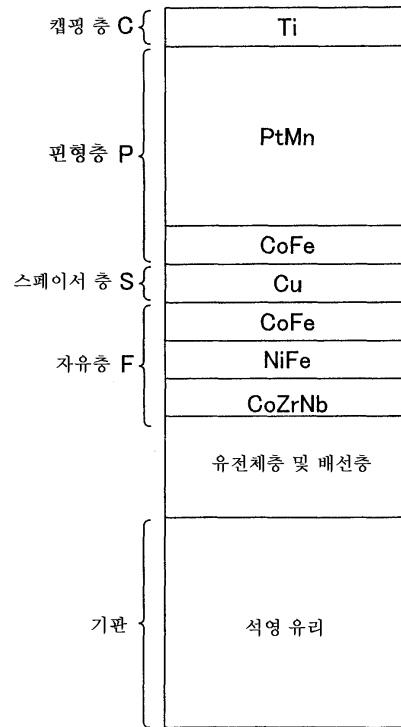 캡핑 층 C
Ti
핀형층 P
PtMn
CoFe
스페이서 층 S
Cu
자유층 F
CoFe
NiFe
CoZrNb
유전체층 및 배선층
기판
석영 유리